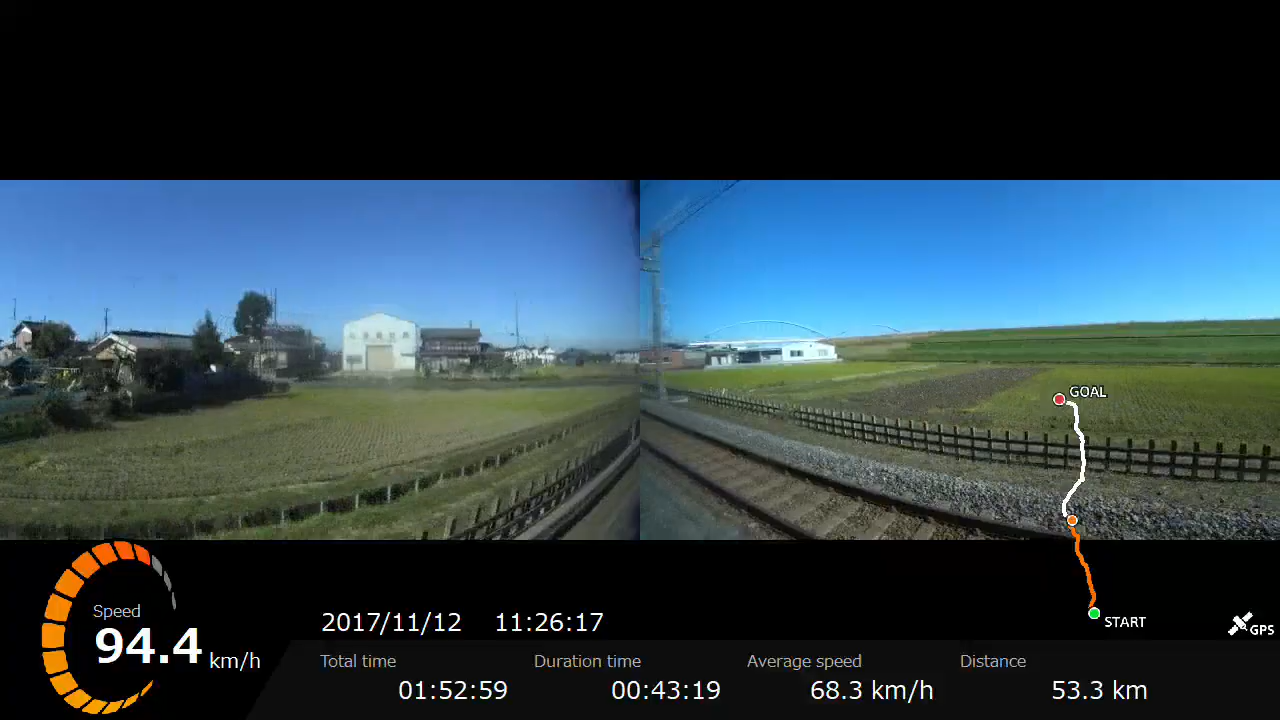 GOAL
START
GPS
Speed
94.4 km/h
2017/11/12 11:26:17
Total time
01:52:59
Duration time
00:43:19
Average speed
68.3 km/h
Distance
53.3 km